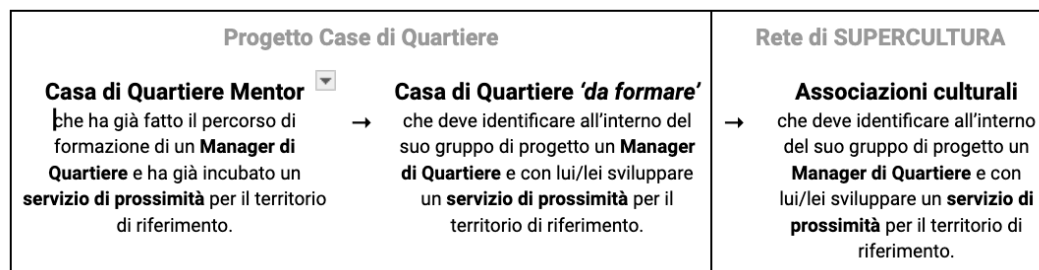 Progetto Case di Quartiere
Rete di SUPERCULTURA
Casa di Quartiere Mentor
che ha già fatto il percorso di
formazione di un Manager di
Quartiere e ha già incubato un
servizio di prossimità per il territorio
di riferimento.
→
Casa di Quartiere ‘da formare’
che deve identificare all’interno del
suo gruppo di progetto un Manager
di Quartiere e con lui/lei sviluppare
un servizio di prossimità per il
territorio di riferimento.
→
Associazioni culturali
che deve identificare all’interno
del suo gruppo di progetto un
Manager di Quartiere e con
lui/lei sviluppare un servizio di
prossimità per il territorio di
riferimento.